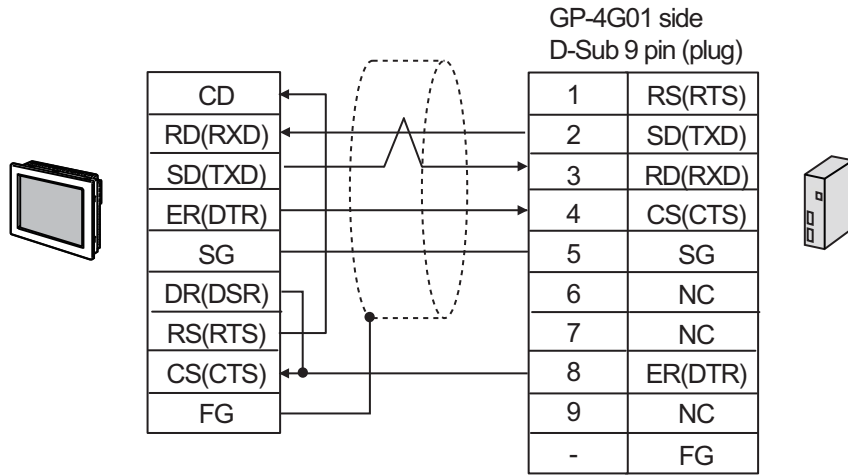 GP-4G01 side
D-Sub 9 pin (plug)
CD
RD(RXD)
SD(TXD)
ER(DTR)
SG
DR(DSR)
RS(RTS)
CS(CTS)
FG
1 RS(RTS)
2 SD(TXD)
3 RD(RXD)
4 CS(CTS)
5 SG
6 NC
7 NC
8 ER(DTR)
9 NC
- FG